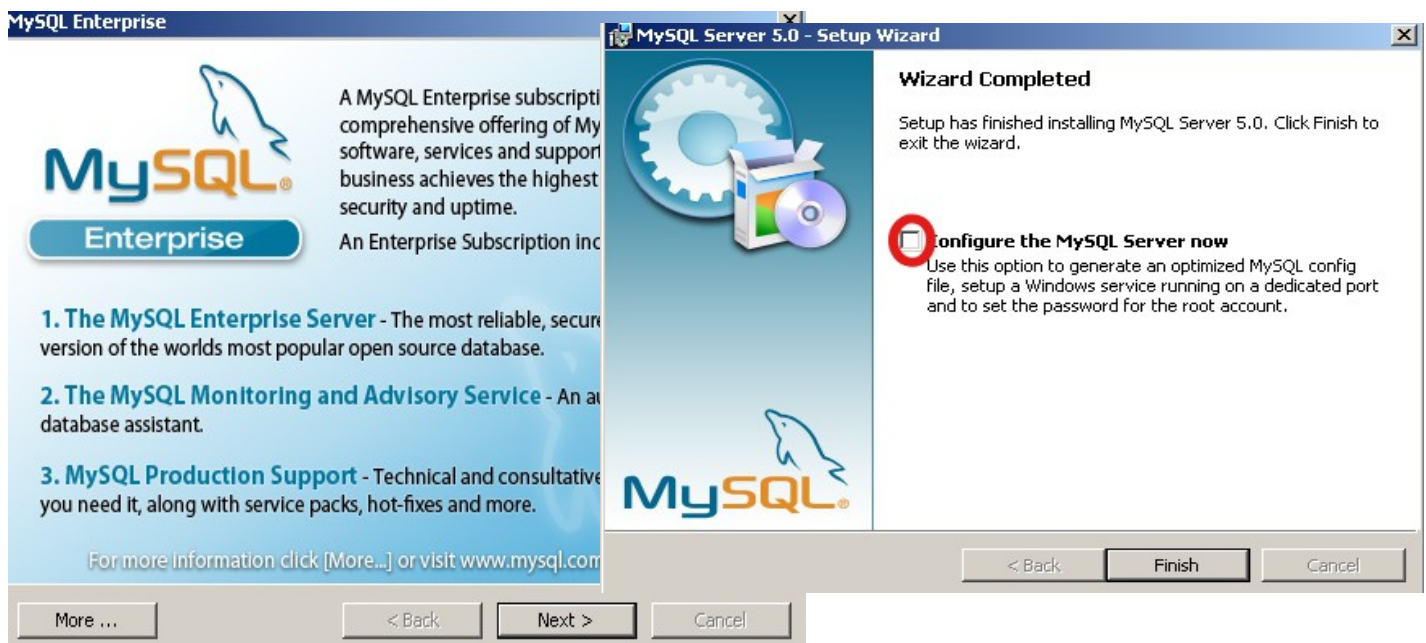 MySQL Enterprise
MySQL®
Enterprise
A MySQL Enterprise subscripti
comprehensive offering of My
software, services and support
business achieves the highest
security and uptime.
An Enterprise Subscription inc
1. The MySQL Enterprise Server - The most reliable, secure
version of the worlds most popular open source database.
2. The MySQL Monitoring and Advisory Service - An au
database assistant.
3. MySQL Production Support - Technical and consultative
you need it, along with service packs, hot-fixes and more.
For more information click [More...] or visit www.mysql.com
More ...
< Back
Next >
Cancel
MySQL Server 5.0 - Setup Wizard
Wizard Completed
Setup has finished installing MySQL Server 5.0. Click Finish to
exit the wizard.
Configure the MySQL Server now
Use this option to generate an optimized MySQL config
file, setup a Windows service running on a dedicated port
and to set the password for the root account.
MySQL®
< Back
Finish
Cancel